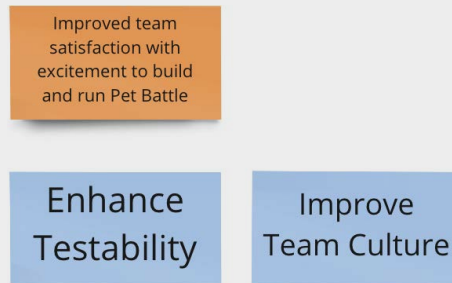 Improved team
satisfaction with
excitement to build
and run Pet Battle
Enhance
Testability
Improve
Team Culture